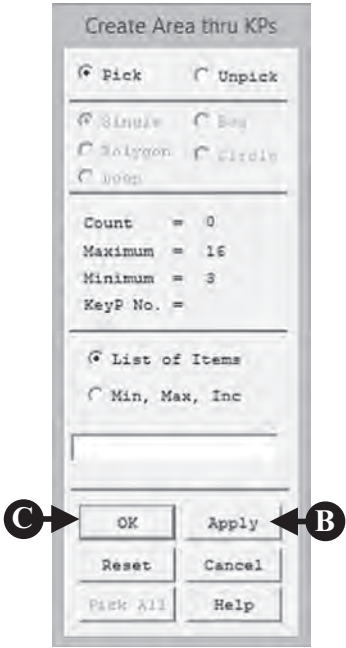 Create Area thru KPs
Pick Unpick
Single Box
Polygon Circle
Loop
Count = 0
Maximum = 16
Minimum = 3
KeyP No. =
List of Items
Min, Max, Inc
C OK Apply B
Reset Cancel
Pick All Help